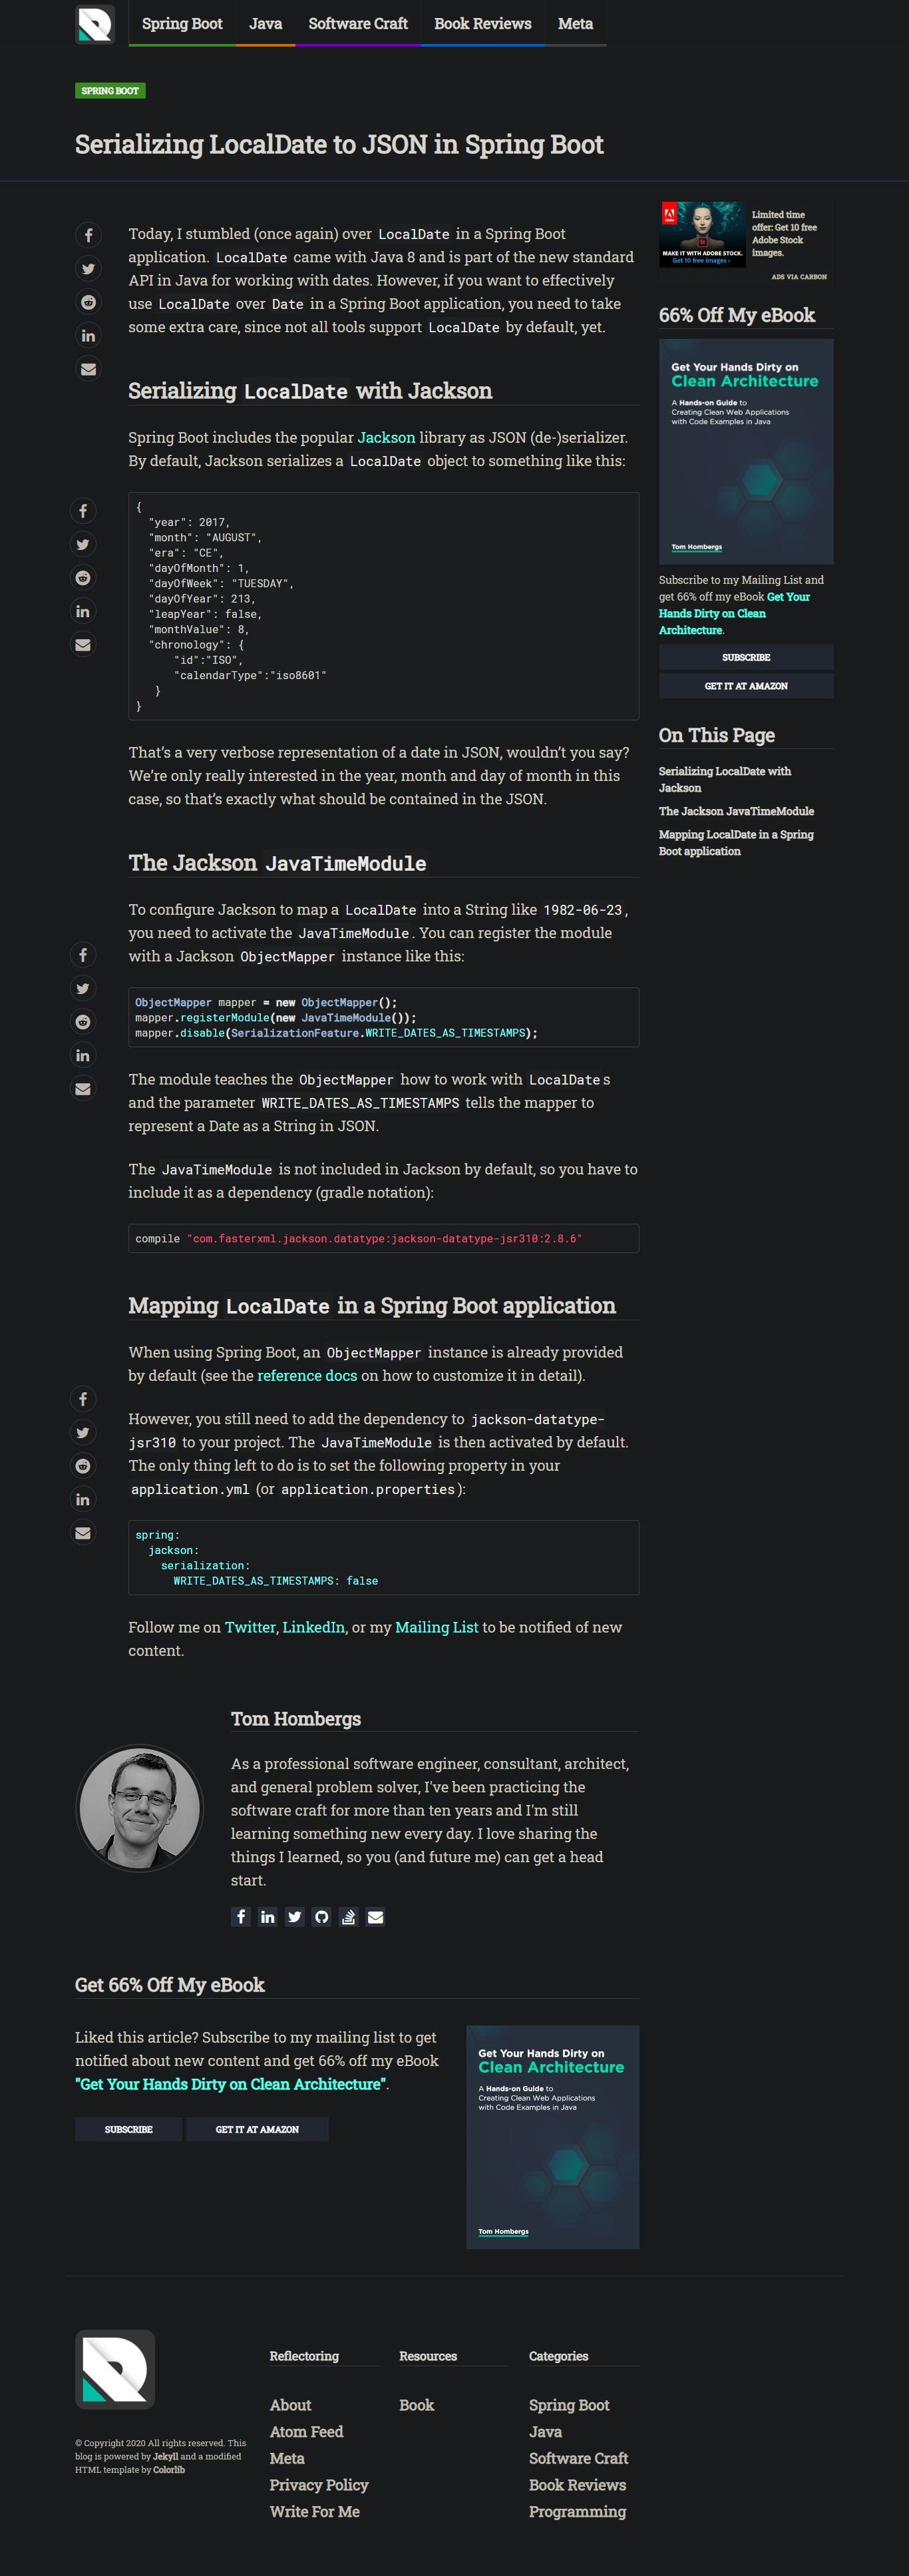 Spring Boot
Java
Software Craft
Book Reviews
Meta
SPRING BOOT
Serializing LocalDate to JSON in Spring Boot
Today, I stumbled (once again) over LocalDate in a Spring Boot
application. LocalDate came with Java 8 and is part of the new standard
API in Java for working with dates. However, if you want to effectively
use LocalDate over Date in a Spring Boot application, you need to take
some extra care, since not all tools support LocalDate by default, yet.
Serializing LocalDate with Jackson
Spring Boot includes the popular Jackson library as JSON (de-)serializer.
By default, Jackson serializes a LocalDate object to something like this:
{
  "year": 2017,
  "month": "AUGUST",
  "era": "CE",
  "dayOfMonth": 1,
  "dayOfWeek": "TUESDAY",
  "dayOfYear": 213,
  "leapYear": false,
  "monthValue": 8,
  "chronology": {
      "id":"ISO",
      "calendarType":"iso8601"
   }
}
That’s a very verbose representation of a date in JSON, wouldn’t you say?
We’re only really interested in the year, month and day of month in this
case, so that’s exactly what should be contained in the JSON.
The Jackson JavaTimeModule
To configure Jackson to map a LocalDate into a String like 1982-06-23,
you need to activate the JavaTimeModule. You can register the module
with a Jackson ObjectMapper instance like this:
ObjectMapper mapper = new ObjectMapper();
mapper.registerModule(new JavaTimeModule());
mapper.disable(SerializationFeature.WRITE_DATES_AS_TIMESTAMPS);
The module teaches the ObjectMapper how to work with LocalDate s
and the parameter WRITE_DATES_AS_TIMESTAMPS tells the mapper to
represent a Date as a String in JSON.
The JavaTimeModule is not included in Jackson by default, so you have to
include it as a dependency (gradle notation):
compile "com.fasterxml.jackson.datatype:jackson-datatype-jsr310:2.8.6"
Mapping LocalDate in a Spring Boot application
When using Spring Boot, an ObjectMapper instance is already provided
by default (see the reference docs on how to customize it in detail).
However, you still need to add the dependency to jackson-datatype-
jsr310 to your project. The JavaTimeModule is then activated by default.
The only thing left to do is to set the following property in your
application.yml (or application.properties):
spring:
  jackson:
    serialization:
      WRITE_DATES_AS_TIMESTAMPS: false
Follow me on Twitter, LinkedIn, or my Mailing List to be notified of new
content.
Tom Hombergs
As a professional software engineer, consultant, architect,
and general problem solver, I've been practicing the
software craft for more than ten years and I'm still
learning something new every day. I love sharing the
things I learned, so you (and future me) can get a head
start.
Get 66% Off My eBook
Liked this article? Subscribe to my mailing list to get
notified about new content and get 66% off my eBook
"Get Your Hands Dirty on Clean Architecture".
SUBSCRIBE
GET IT AT AMAZON
Get Your Hands Dirty on
Clean Architecture
A Hands-on Guide to
Creating Clean Web Applications
with Code Examples in Java
Tom Hombergs
Adobe
St
MAKE IT WITH ADOBE STOCK.
Get 10 free images ›
Limited time
offer: Get 10 free
Adobe Stock
images.
ADS VIA CARBON
66% Off My eBook
Get Your Hands Dirty on
Clean Architecture
A Hands-on Guide to
Creating Clean Web Applications
with Code Examples in Java
Tom Hombergs
Subscribe to my Mailing List and
get 66% off my eBook Get Your
Hands Dirty on Clean
Architecture.
SUBSCRIBE
GET IT AT AMAZON
On This Page
Serializing LocalDate with
Jackson
The Jackson JavaTimeModule
Mapping LocalDate in a Spring
Boot application
© Copyright 2020 All rights reserved. This
blog is powered by Jekyll and a modified
HTML template by Colorlib
Reflectoring
About
Atom Feed
Meta
Privacy Policy
Write For Me
Resources
Book
Categories
Spring Boot
Java
Software Craft
Book Reviews
Programming